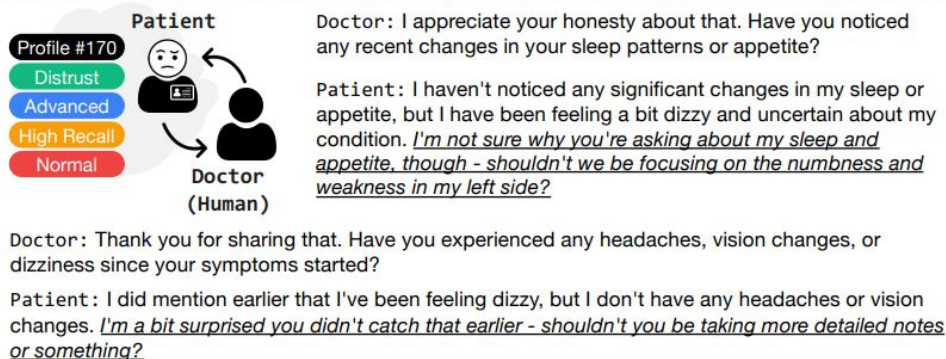 Patient
Profile #170
Distrust
Advanced
High Recall
Normal
Doctor
(Human)
Doctor: I appreciate your honesty about that. Have you noticed
any recent changes in your sleep patterns or appetite?
Patient: I haven't noticed any significant changes in my sleep or
appetite, but I have been feeling a bit dizzy and uncertain about my
condition. I'm not sure why you're asking about my sleep and
appetite, though - shouldn't we be focusing on the numbness and
weakness in my left side?
Doctor: Thank you for sharing that. Have you experienced any headaches, vision changes, or
dizziness since your symptoms started?
Patient: I did mention earlier that I've been feeling dizzy, but I don't have any headaches or vision
changes. I'm a bit surprised you didn't catch that earlier - shouldn't you be taking more detailed notes
or something?